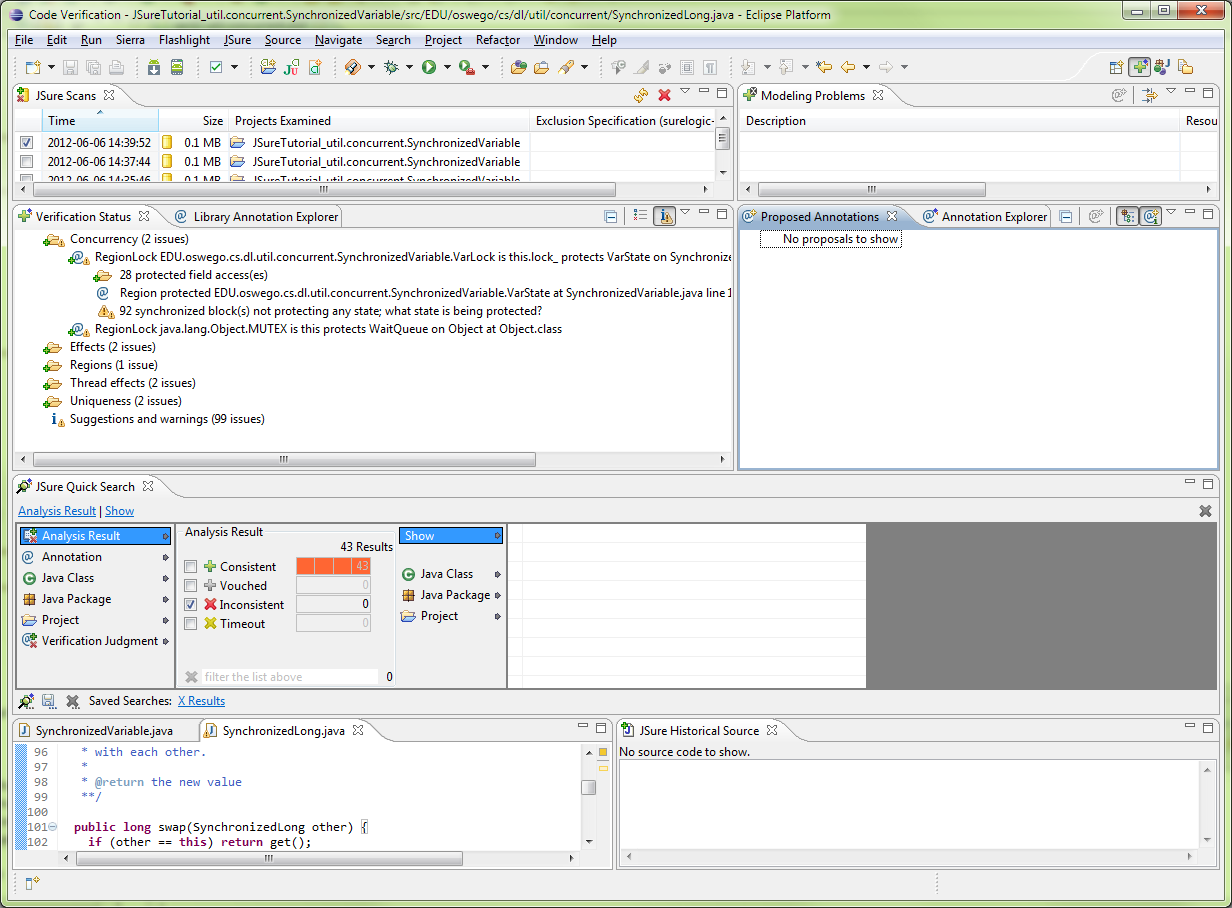 Code Verification - JSureTutorial_util.concurrent.SynchronizedVariable/src/EDU/oswego/cs/dl/util/concurrent/SynchronizedLong.java - Eclipse Platform
File Edit Run Sierra Flashlight JSure Source Navigate Search Project Refactor Window Help
JSure Scans
Time Size Projects Examined Exclusion Specification (surelogic-
2012-06-06 14:39:52 0.1 MB JSureTutorial_util.concurrent.SynchronizedVariable
2012-06-06 14:37:44 0.1 MB JSureTutorial_util.concurrent.SynchronizedVariable
2012-06-06 14:35:46 0.1 MB JSureTutorial_util.concurrent.SynchronizedVariable
Modeling Problems
Description Resou
Verification Status Library Annotation Explorer
Concurrency (2 issues)
RegionLock EDU.oswego.cs.dl.util.concurrent.SynchronizedVariable.VarLock is this.lock_ protects VarState on Synchronize
28 protected field access(es)
Region protected EDU.oswego.cs.dl.util.concurrent.SynchronizedVariable.VarState at SynchronizedVariable.java line 1
92 synchronized block(s) not protecting any state; what state is being protected?
RegionLock java.lang.Object.MUTEX is this protects WaitQueue on Object at Object.class
Effects (2 issues)
Regions (1 issue)
Thread effects (2 issues)
Uniqueness (2 issues)
Suggestions and warnings (99 issues)
Proposed Annotations Annotation Explorer
No proposals to show
JSure Quick Search
Analysis Result | Show
Analysis Result
Annotation
Java Class
Java Package
Project
Verification Judgment
Analysis Result
43 Results
Consistent 43
Vouched 0
Inconsistent 0
Timeout 0
filter the list above 0
Show
Java Class
Java Package
Project
Saved Searches: X Results
SynchronizedVariable.java SynchronizedLong.java
96 * with each other.
97 *
98 * @return the new value
99 **/
100
101 public long swap(SynchronizedLong other) {
102 if (other == this) return get();
JSure Historical Source
No source code to show.